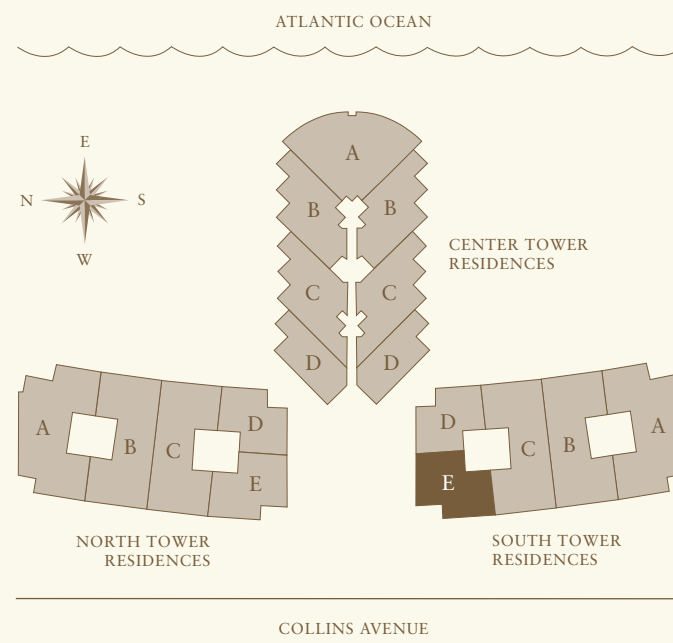 ATLANTIC OCEAN
E
N
S
W
A
B
B
CENTER TOWER
RESIDENCES
C
C
D
D
A
B
C
D
E
D
E
C
B
A
NORTH TOWER
RESIDENCES
SOUTH TOWER
RESIDENCES
COLLINS AVENUE